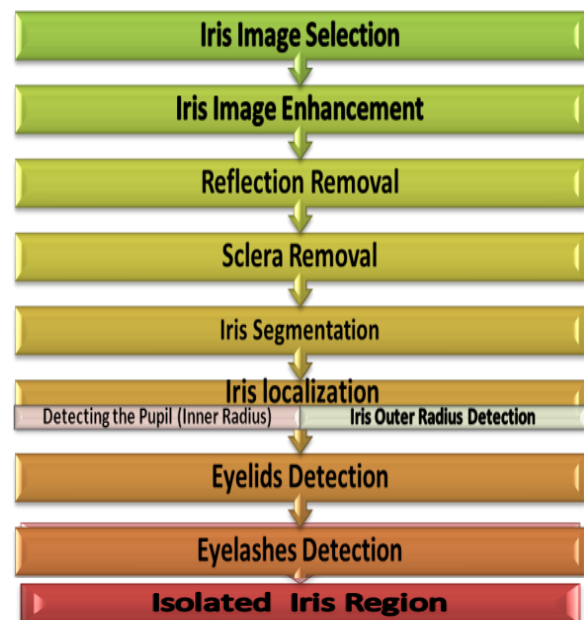 Iris Image Selection
Iris Image Enhancement
Reflection Removal
Sclera Removal
Iris Segmentation
Iris localization
Detecting the Pupil (Inner Radius) Iris Outer Radius Detection
Eyelids Detection
Eyelashes Detection
Isolated Iris Region